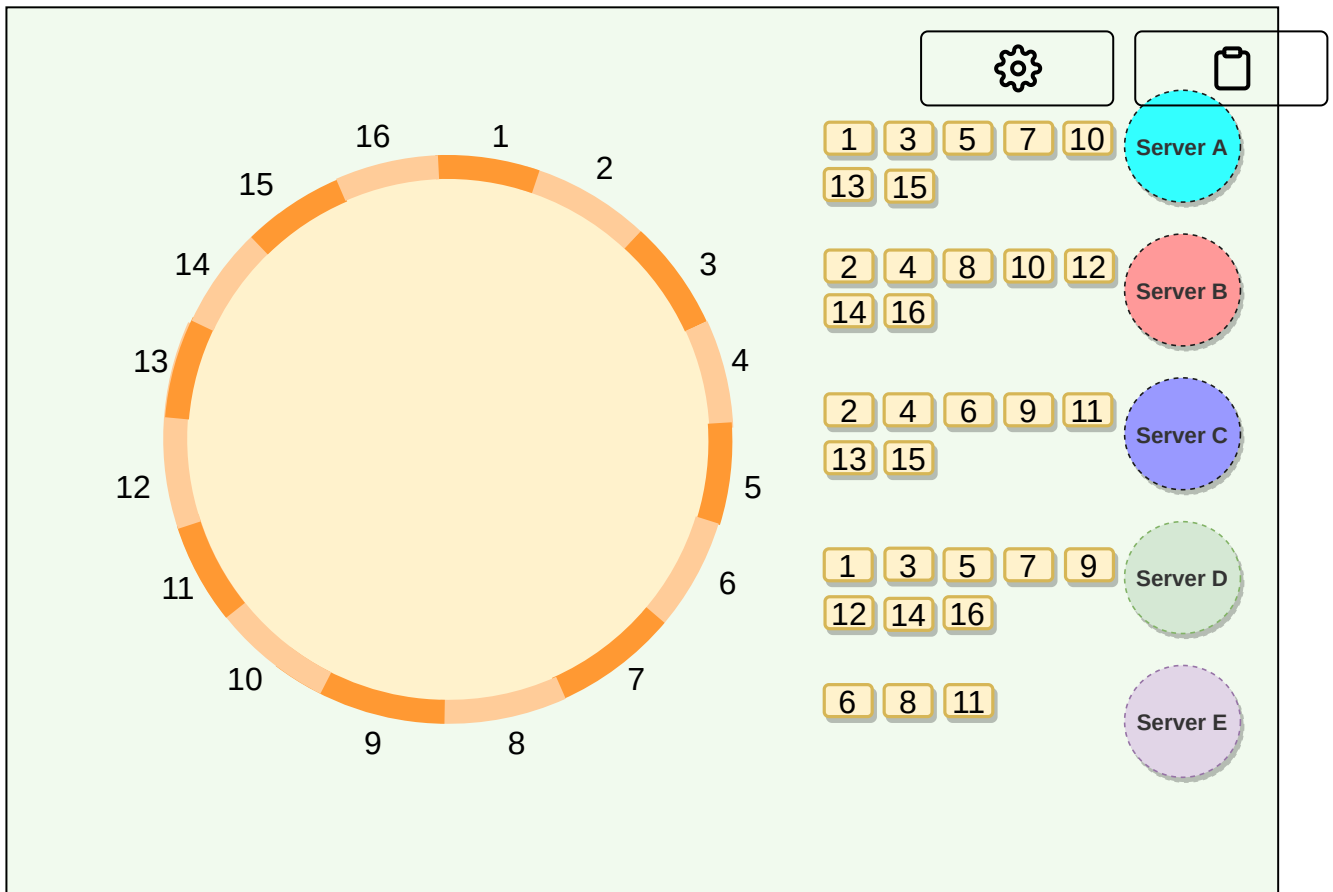 16 1
15 2
14 3
13 4
12 5
11 6
10 7
9 8
1 3 5 7 10
13 15
Server A
2 4 8 10 12
14 16
Server B
2 4 6 9 11
13 15
Server C
1 3 5 7 9
12 14 16
Server D
6 8 11
Server E